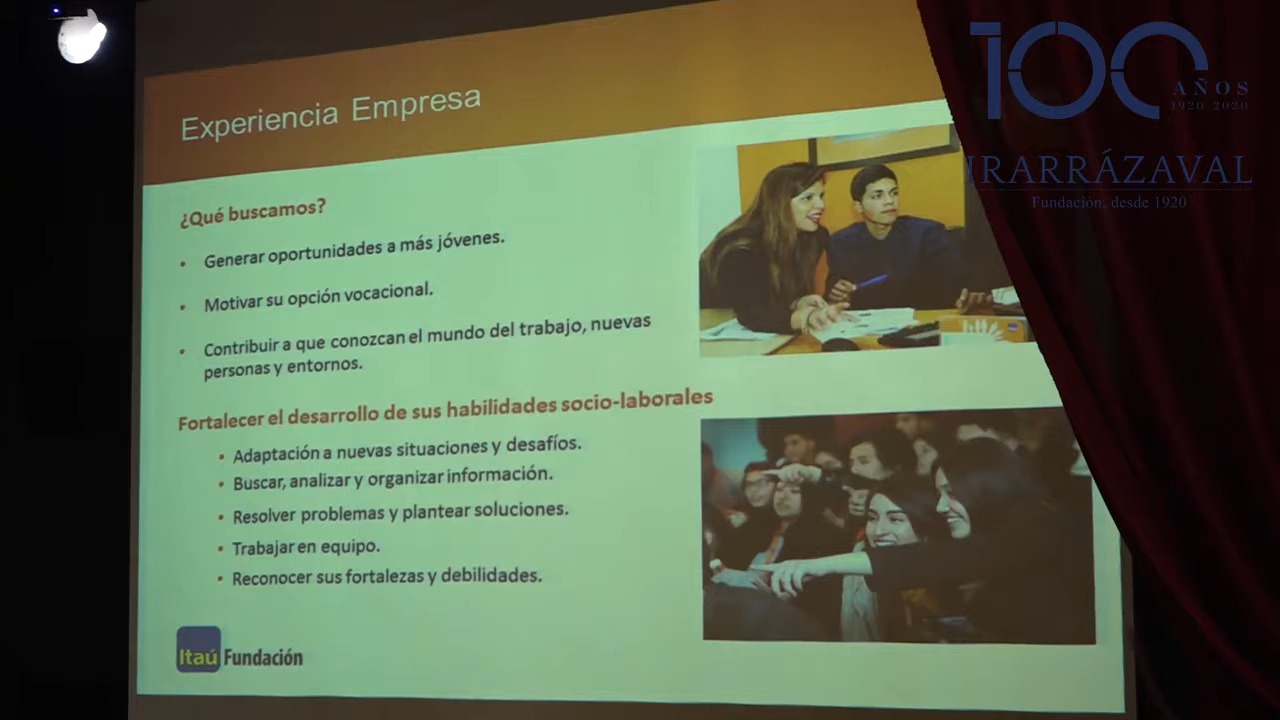 Experiencia Empresa
¿Qué buscamos?
• Generar oportunidades a más jóvenes.
• Motivar su opción vocacional.
• Contribuir a que conozcan el mundo del trabajo, nuevas
personas y entornos.
Fortalecer el desarrollo de sus habilidades socio-laborales
• Adaptación a nuevas situaciones y desafíos.
• Buscar, analizar y organizar información.
• Resolver problemas y plantear soluciones.
• Trabajar en equipo.
• Reconocer sus fortalezas y debilidades.
Itaú Fundación
100 AÑOS
1920 2020
IRARRÁZAVAL
Fundación, desde 1920